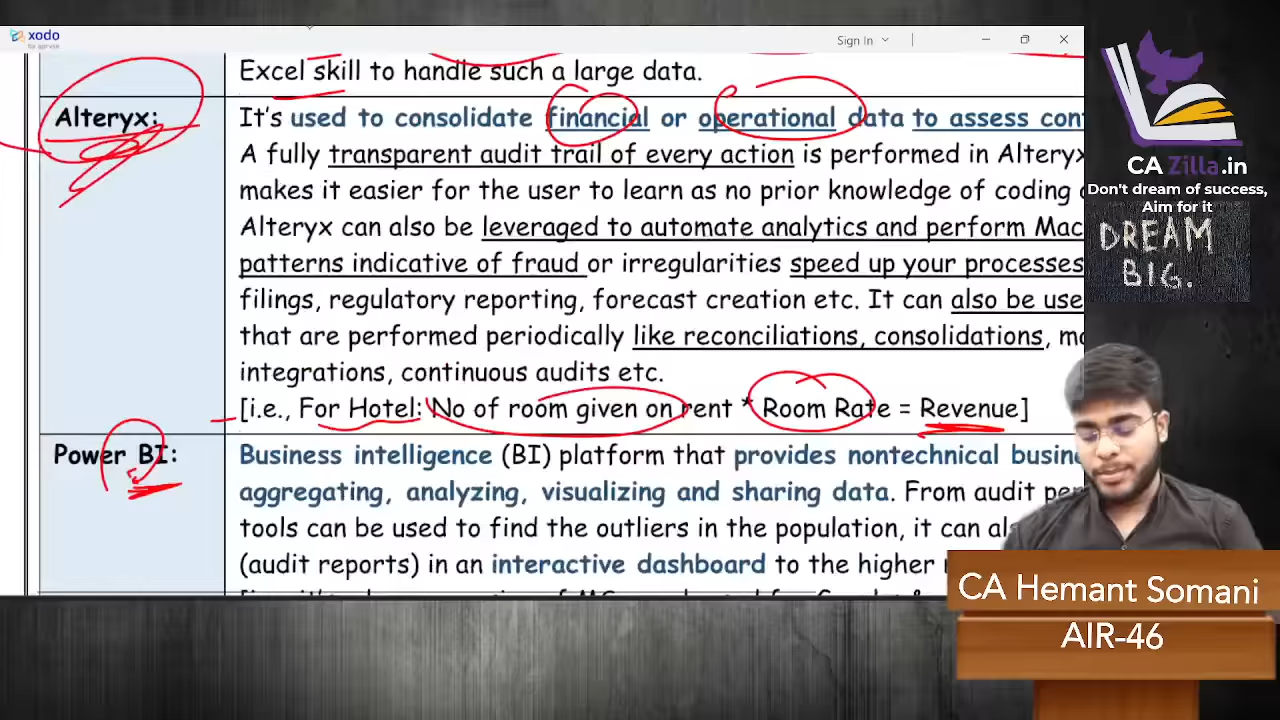 xodo
Sign In
Excel skill to handle such a large data.
Alteryx:
It's used to consolidate financial or operational data to assess
A fully transparent audit trail of every action is performed in Alteryx
makes it easier for the user to learn as no prior knowledge of coding
Alteryx can also be leveraged to automate analytics and perform
patterns indicative of fraud or irregularities speed up your processes
filings, regulatory reporting, forecast creation etc. It can also be
that are performed periodically like reconciliations, consolidations,
integrations, continuous audits etc.
[i.e., For Hotel: No of room given on rent * Room Rate = Revenue]
Power BI:
Business intelligence (BI) platform that provides nontechnical
aggregating, analyzing, visualizing and sharing data. From audit
tools can be used to find the outliers in the population, it can
(audit reports) in an interactive dashboard to the higher
CA Zilla.in
Don't dream of success,
Aim for it
DREAM
BIG.
CA Hemant Somani
AIR-46